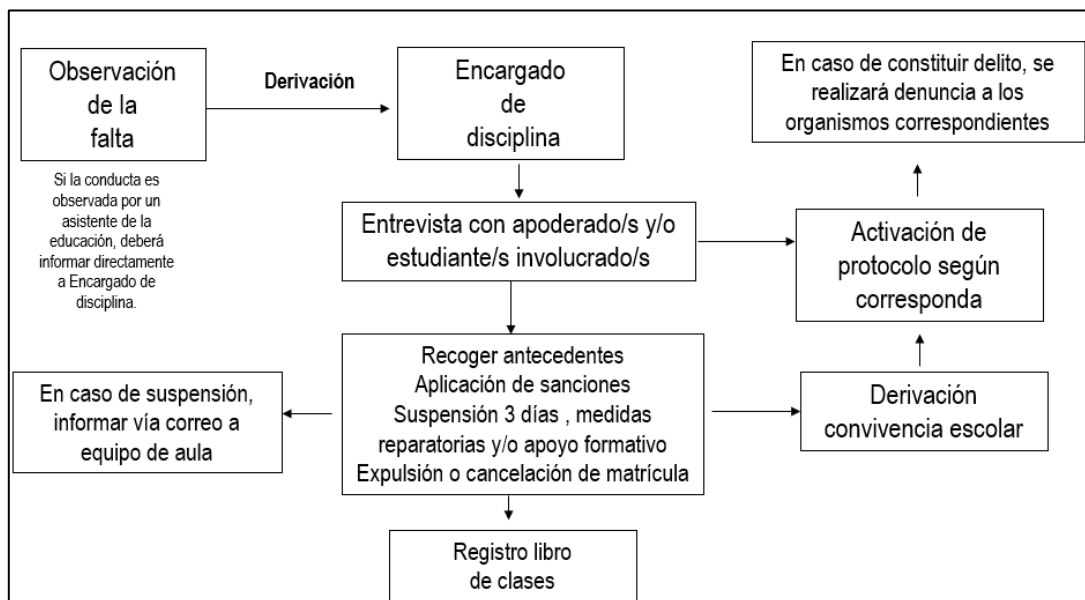 Observación
de la
falta
Derivación
Encargado
de
disciplina
En caso de constituir delito, se
realizará denuncia a los
organismos correspondientes
Si la conducta es
observada por un
asistente de la
educación, deberá
informar directamente
a Encargado de
disciplina.
Entrevista con apoderado/s y/o
estudiante/s involucrado/s
Activación de
protocolo según
corresponda
Recoger antecedentes
Aplicación de sanciones
Suspensión 3 días , medidas
reparatorias y/o apoyo formativo
Expulsión o cancelación de matrícula
En caso de suspensión,
informar vía correo a
equipo de aula
Derivación
convivencia escolar
Registro libro
de clases